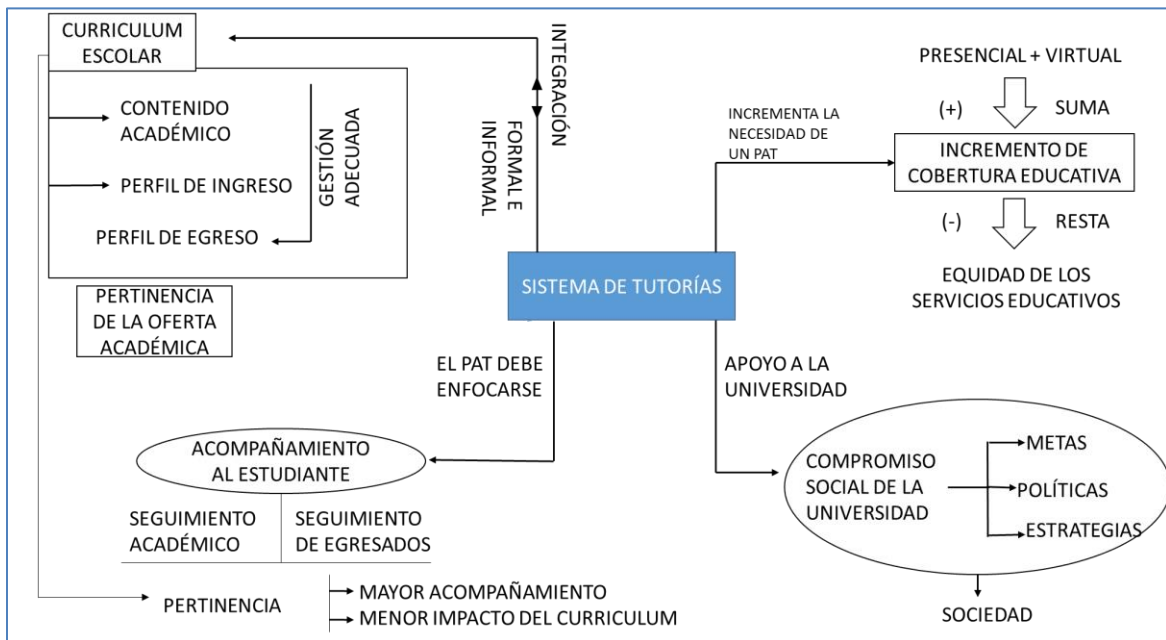 CURRICULUM
ESCOLAR
CONTENIDO
ACADÉMICO
PERFIL DE INGRESO
PERFIL DE EGRESO
GESTIÓN
ADECUADA
PERTINENCIA
DE LA OFERTA
ACADÉMICA
INTEGRACIÓN
FORMAL E
INFORMAL
SISTEMA DE TUTORÍAS
INCREMENTA LA
NECESIDAD DE
UN PAT
PRESENCIAL + VIRTUAL
(+)
SUMA
INCREMENTO DE
COBERTURA EDUCATIVA
(-)
RESTA
EQUIDAD DE LOS
SERVICIOS EDUCATIVOS
EL PAT DEBE
ENFOCARSE
ACOMPAÑAMIENTO
AL ESTUDIANTE
SEGUIMIENTO
ACADÉMICO
SEGUIMIENTO
DE EGRESADOS
PERTINENCIA
MAYOR ACOMPAÑAMIENTO
MENOR IMPACTO DEL CURRICULUM
APOYO A LA
UNIVERSIDAD
COMPROMISO
SOCIAL DE LA
UNIVERSIDAD
METAS
POLÍTICAS
ESTRATEGIAS
SOCIEDAD